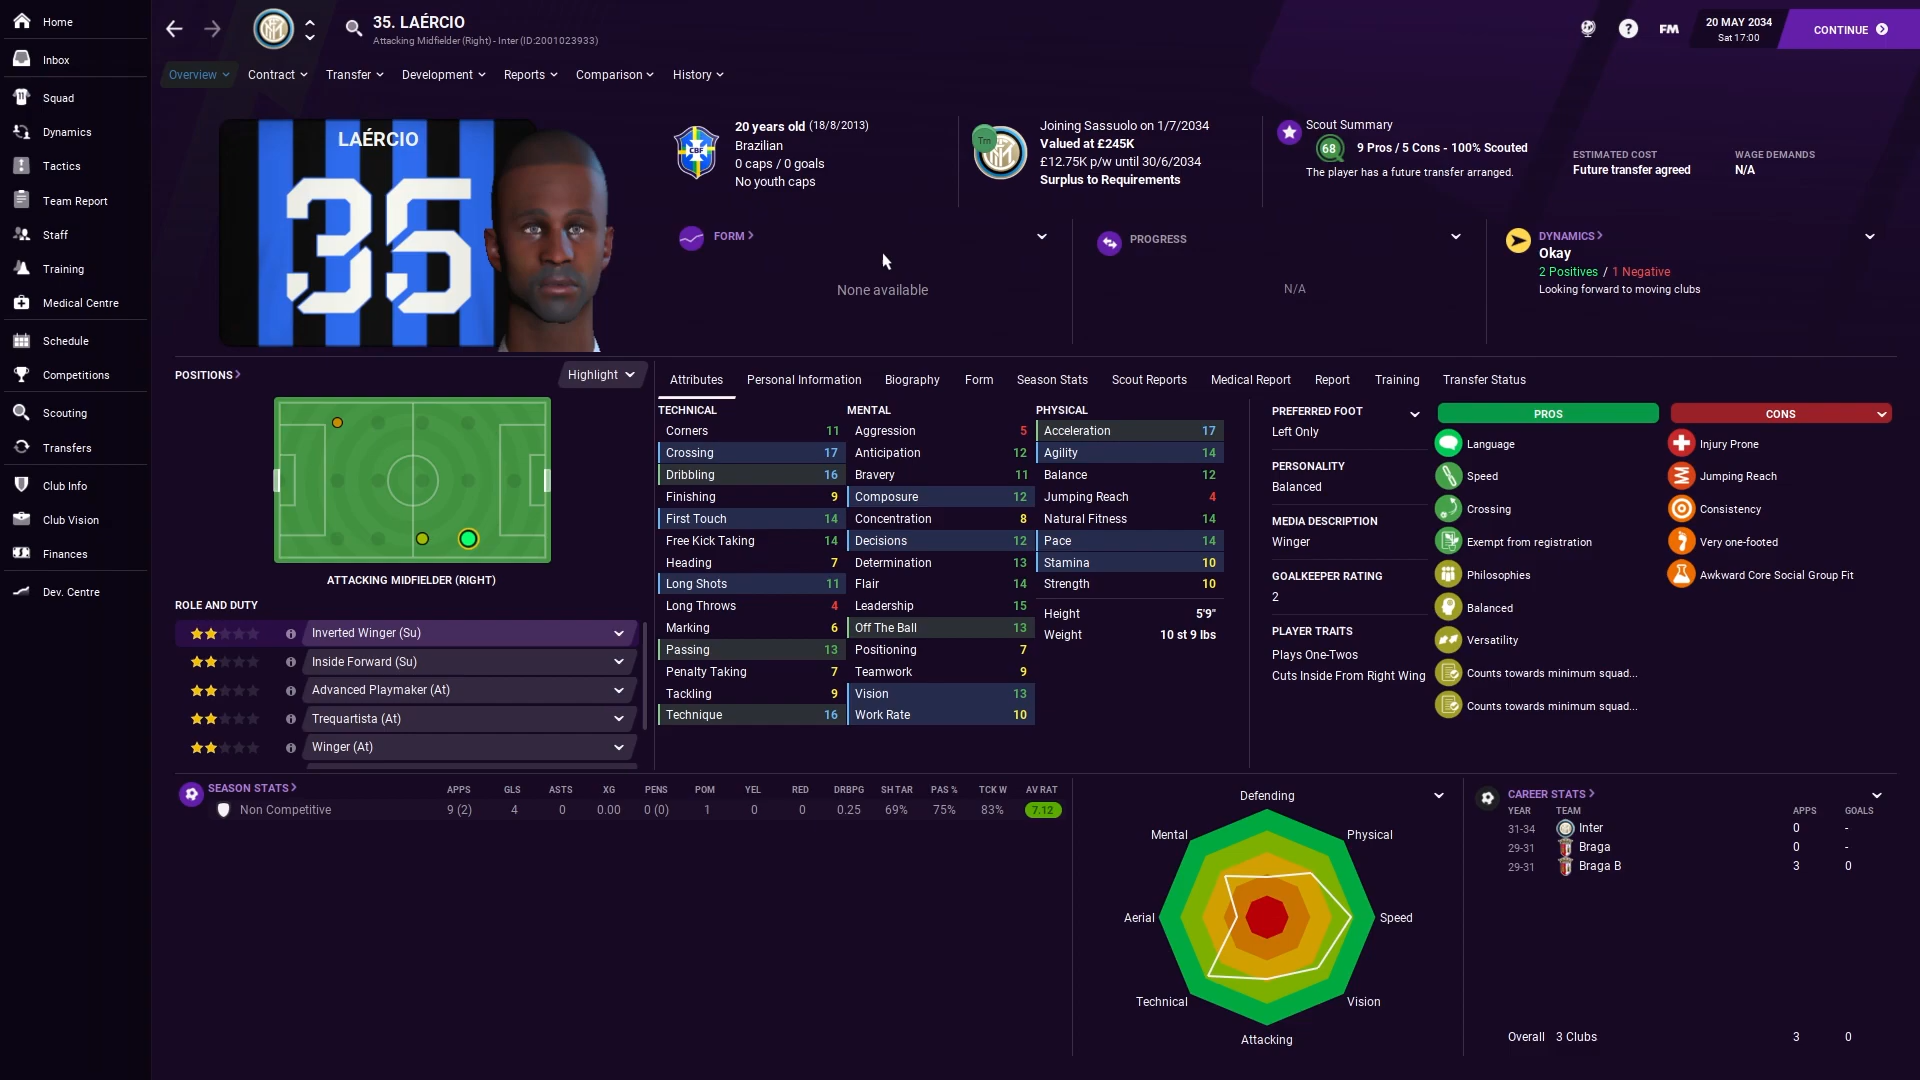 Home
Inbox
Squad
Dynamics
Tactics
Team Report
Staff
Training
Medical Centre
Schedule
Competitions
Scouting
Transfers
Club Info
Club Vision
Finances
Dev. Centre
35. LAÉRCIO
Attacking Midfielder (Right) - Inter (ID:2001023933)
FM
20 MAY 2034
Sat 17:00
CONTINUE
Overview
Contract
Transfer
Development
Reports
Comparison
History
LAÉRCIO
35
CBF
20 years old (18/8/2013)
Brazilian
0 caps / 0 goals
No youth caps
Trn
Joining Sassuolo on 1/7/2034
Valued at £245K
£12.75K p/w until 30/6/2034
Surplus to Requirements
Scout Summary
68
9 Pros / 5 Cons - 100% Scouted
The player has a future transfer arranged.
ESTIMATED COST
Future transfer agreed
WAGE DEMANDS
N/A
FORM
None available
PROGRESS
N/A
DYNAMICS
Okay
2 Positives / 1 Negative
Looking forward to moving clubs
POSITIONS
Highlight
ATTACKING MIDFIELDER (RIGHT)
ROLE AND DUTY
Inverted Winger (Su)
Inside Forward (Su)
Advanced Playmaker (At)
Trequartista (At)
Winger (At)
Attributes
Personal Information
Biography
Form
Season Stats
Scout Reports
Medical Report
Report
Training
Transfer Status
TECHNICAL
Corners 11
Crossing 17
Dribbling 16
Finishing 9
First Touch 14
Free Kick Taking 14
Heading 7
Long Shots 11
Long Throws 4
Marking 6
Passing 13
Penalty Taking 7
Tackling 9
Technique 16
MENTAL
Aggression 5
Anticipation 12
Bravery 11
Composure 12
Concentration 8
Decisions 12
Determination 13
Flair 14
Leadership 15
Off The Ball 13
Positioning 7
Teamwork 9
Vision 13
Work Rate 10
PHYSICAL
Acceleration 17
Agility 14
Balance 12
Jumping Reach 4
Natural Fitness 14
Pace 14
Stamina 10
Strength 10
Height 5'9"
Weight 10 st 9 lbs
PREFERRED FOOT
Left Only
PERSONALITY
Balanced
MEDIA DESCRIPTION
Winger
GOALKEEPER RATING
2
PLAYER TRAITS
Plays One-Twos
Cuts Inside From Right Wing
PROS
Language
Speed
Crossing
Exempt from registration
Philosophies
Balanced
Versatility
Counts towards minimum squad...
Counts towards minimum squad...
CONS
Injury Prone
Jumping Reach
Consistency
Very one-footed
Awkward Core Social Group Fit
SEASON STATS APPS GLS ASTS XG PENS POM YEL RED DRBPG SH TAR PAS % TCK W AV RAT
Non Competitive 9 (2) 4 0 0.00 0 (0) 1 0 0 0.25 69% 75% 83% 7.12
Defending
Physical
Speed
Vision
Attacking
Technical
Aerial
Mental
CAREER STATS
YEAR TEAM APPS GOALS
31-34 Inter 0 -
29-31 Braga 0 -
29-31 Braga B 3 0
Overall 3 Clubs 3 0